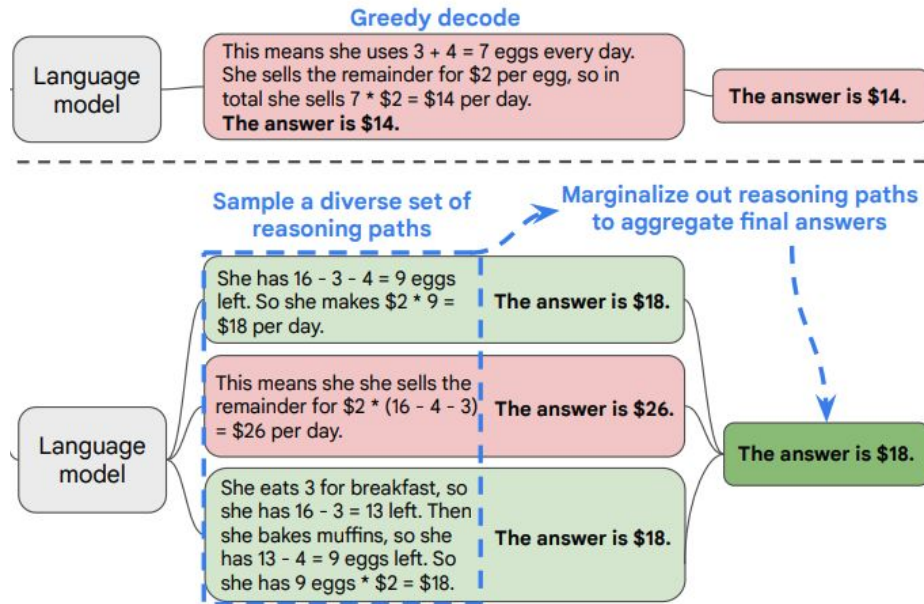 Greedy decode
Language
model
This means she uses 3 + 4 = 7 eggs every day.
She sells the remainder for $2 per egg, so in
total she sells 7 * $2 = $14 per day.
The answer is $14.
The answer is $14.
Sample a diverse set of
reasoning paths
Marginalize out reasoning paths
to aggregate final answers
She has 16 - 3 - 4 = 9 eggs
left. So she makes $2 * 9 =
$18 per day.
The answer is $18.
This means she she sells the
remainder for $2 * (16 - 4 - 3)
= $26 per day.
The answer is $26.
Language
model
The answer is $18.
She eats 3 for breakfast, so
she has 16 - 3 = 13 left. Then
she bakes muffins, so she
has 13 - 4 = 9 eggs left. So
she has 9 eggs * $2 = $18.
The answer is $18.